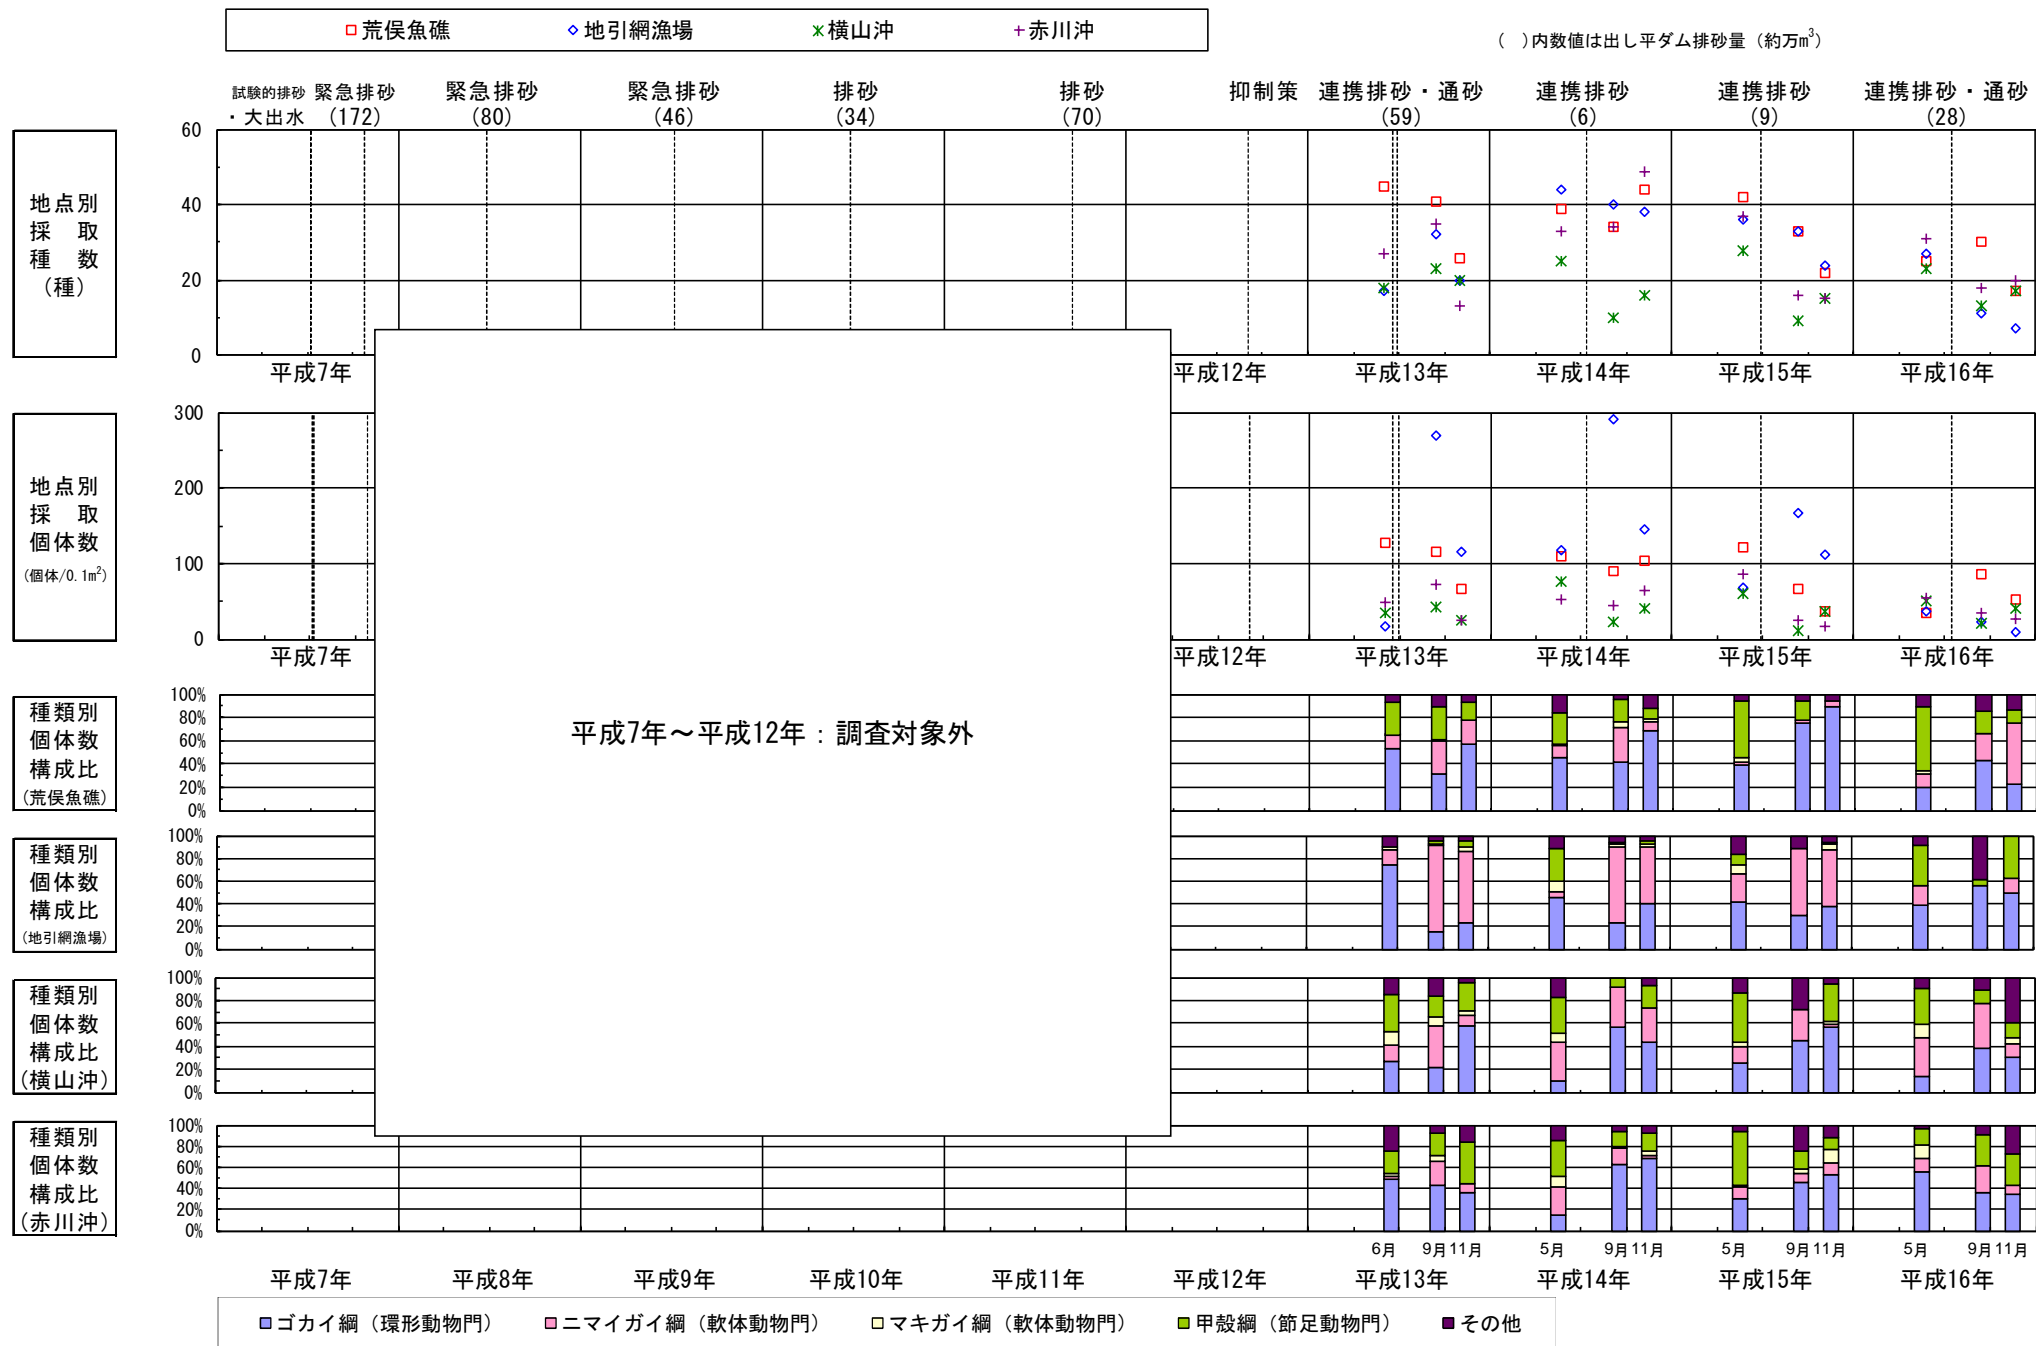 荒俣魚礁 地引網漁場 横山沖 赤川沖
( )内数値は出し平ダム排砂量（約万m³）
試験的排砂 緊急排砂 緊急排砂 緊急排砂 排砂 排砂 抑制策 連携排砂・通砂 連携排砂 連携排砂 連携排砂・通砂
・大出水 (172) (80) (46) (34) (70) (59) (6) (9) (28)
地点別
採 取
種 数
(種)
60
40
20
0
平成7年 平成12年 平成13年 平成14年 平成15年 平成16年
地点別
採 取
個体数
(個体/0.1m²)
300
200
100
0
平成7年 平成12年 平成13年 平成14年 平成15年 平成16年
平成7年～平成12年：調査対象外
種類別
個体数
構成比
(荒俣魚礁)
100%
80%
60%
40%
20%
0%
種類別
個体数
構成比
(地引網漁場)
100%
80%
60%
40%
20%
0%
種類別
個体数
構成比
(横山沖)
100%
80%
60%
40%
20%
0%
種類別
個体数
構成比
(赤川沖)
100%
80%
60%
40%
20%
0%
6月 9月 11月 5月 9月 11月 5月 9月 11月 5月 9月 11月
平成7年 平成8年 平成9年 平成10年 平成11年 平成12年 平成13年 平成14年 平成15年 平成16年
ゴカイ綱（環形動物門） ニマイガイ綱（軟体動物門） マキガイ綱（軟体動物門） 甲殻綱（節足動物門） その他